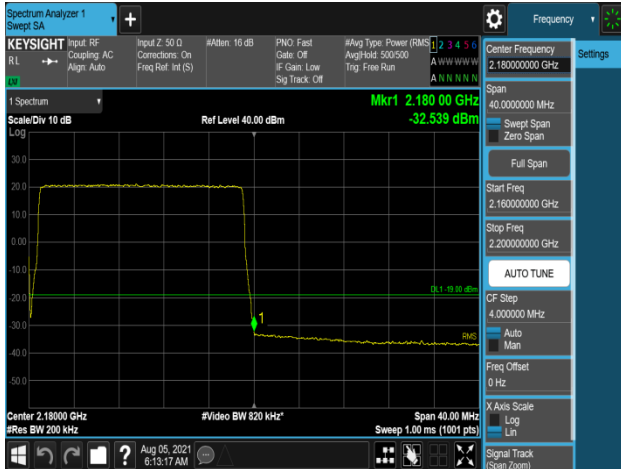 Spectrum Analyzer 1
Swept SA
+
Frequency
KEYSIGHT
R L
LU
Input: RF
Coupling: AC
Align: Auto
Input Z: 50 Ω
Corrections: On
Freq Ref: Int (S)
#Atten: 16 dB
PNO: Fast
Gate: Off
IF Gain: Low
Sig Track: Off
#Avg Type: Power (RMS
Avg|Hold: 500/500
Trig: Free Run
1 2 3 4 5 6
A W W W W W
A N N N N N
1 Spectrum
Scale/Div 10 dB
Ref Level 40.00 dBm
Mkr1 2.180 00 GHz
-32.539 dBm
Log
30.0
20.0
10.0
0.00
-10.0
-20.0
-30.0
-40.0
-50.0
DL1 -19.00 dBm
1
RMS
Center 2.18000 GHz
#Res BW 200 kHz
#Video BW 820 kHz*
Span 40.00 MHz
Sweep 1.00 ms (1001 pts)
?
Aug 05, 2021
6:13:17 AM
Center Frequency
2.180000000 GHz
Span
40.0000000 MHz
Swept Span
Zero Span
Full Span
Start Freq
2.160000000 GHz
Stop Freq
2.200000000 GHz
AUTO TUNE
CF Step
4.000000 MHz
Auto
Man
Freq Offset
0 Hz
X Axis Scale
Log
Lin
Signal Track
(Span Zoom)
Settings